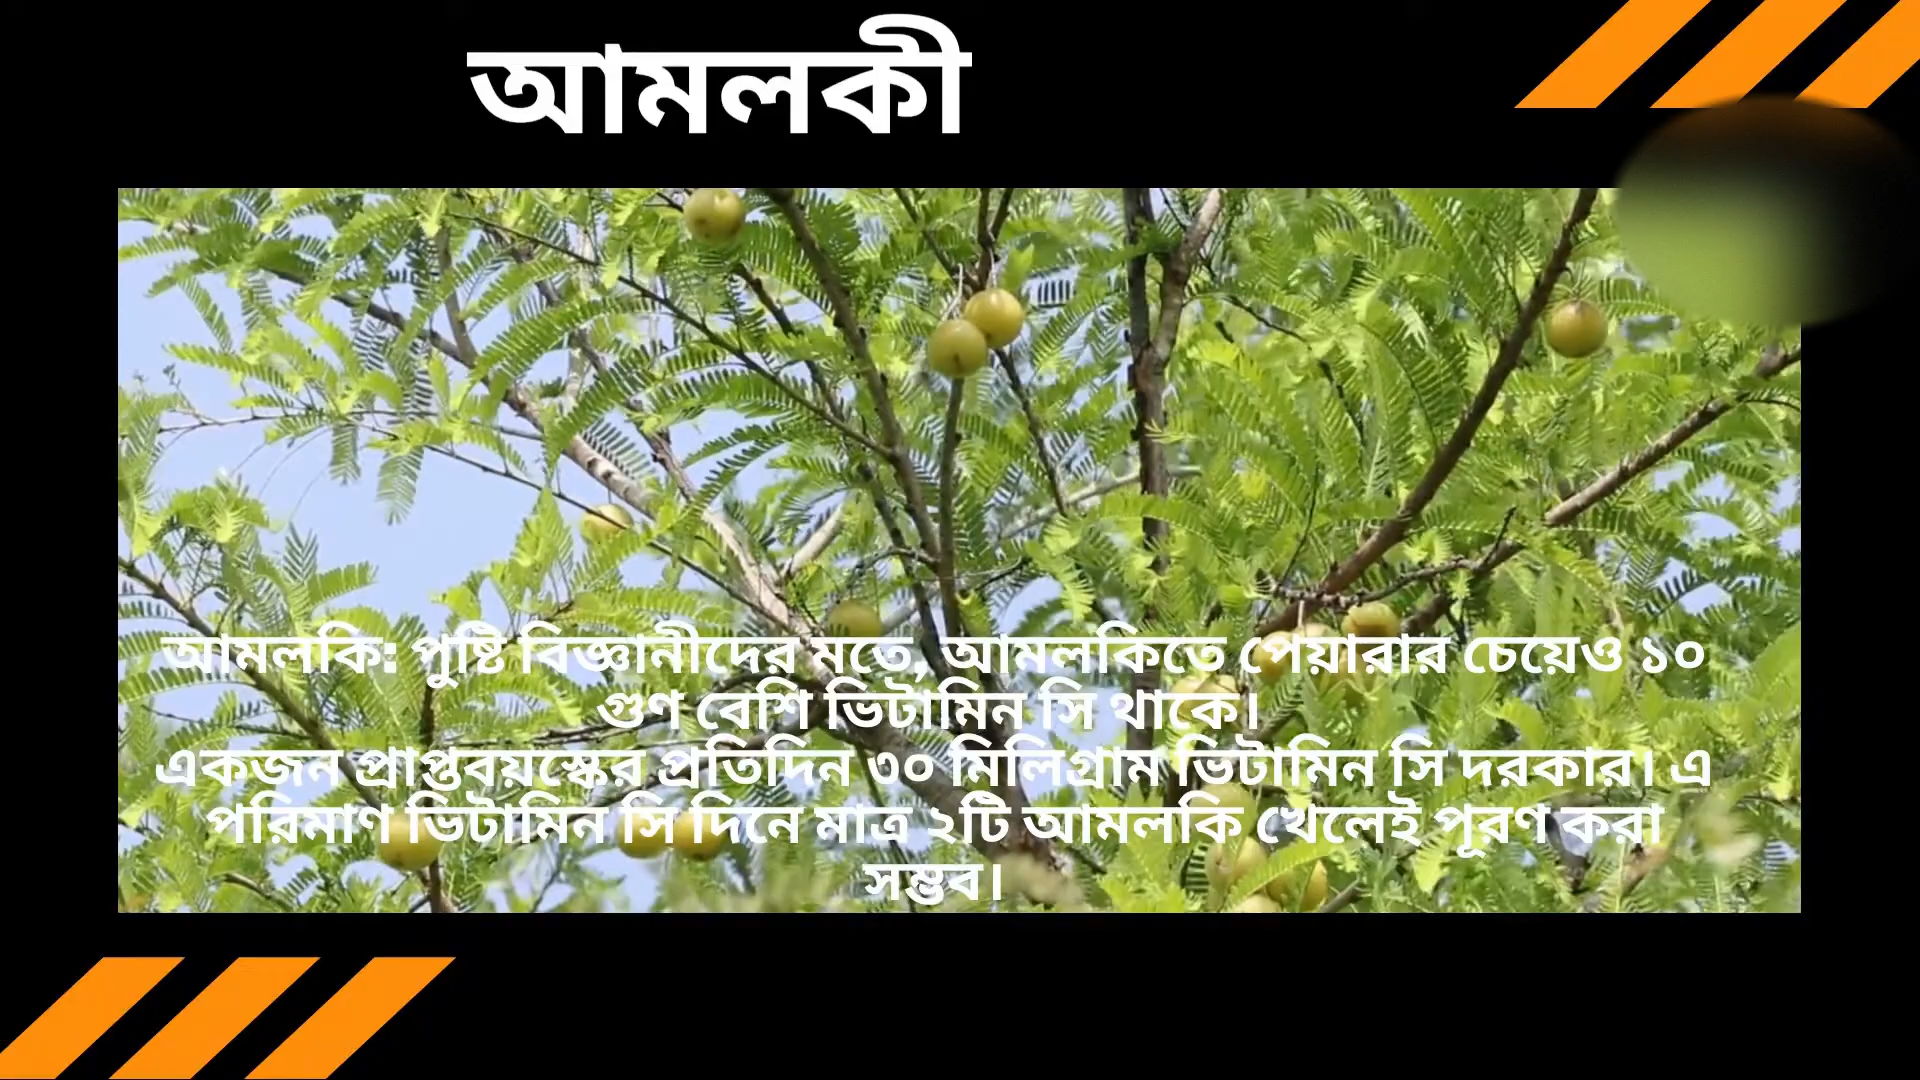 আমলকী
আমলকি: পুষ্টি বিজ্ঞানীদের মতে, আমলকিতে পেয়ারার চেয়েও ১০
গুণ বেশি ভিটামিন সি থাকে।
একজন প্রাপ্তবয়স্কের প্রতিদিন ৩০ মিলিগ্রাম ভিটামিন সি দরকার। এ
পরিমাণ ভিটামিন সি দিনে মাত্র ২টি আমলকি খেলেই পূরণ করা
সম্ভব।